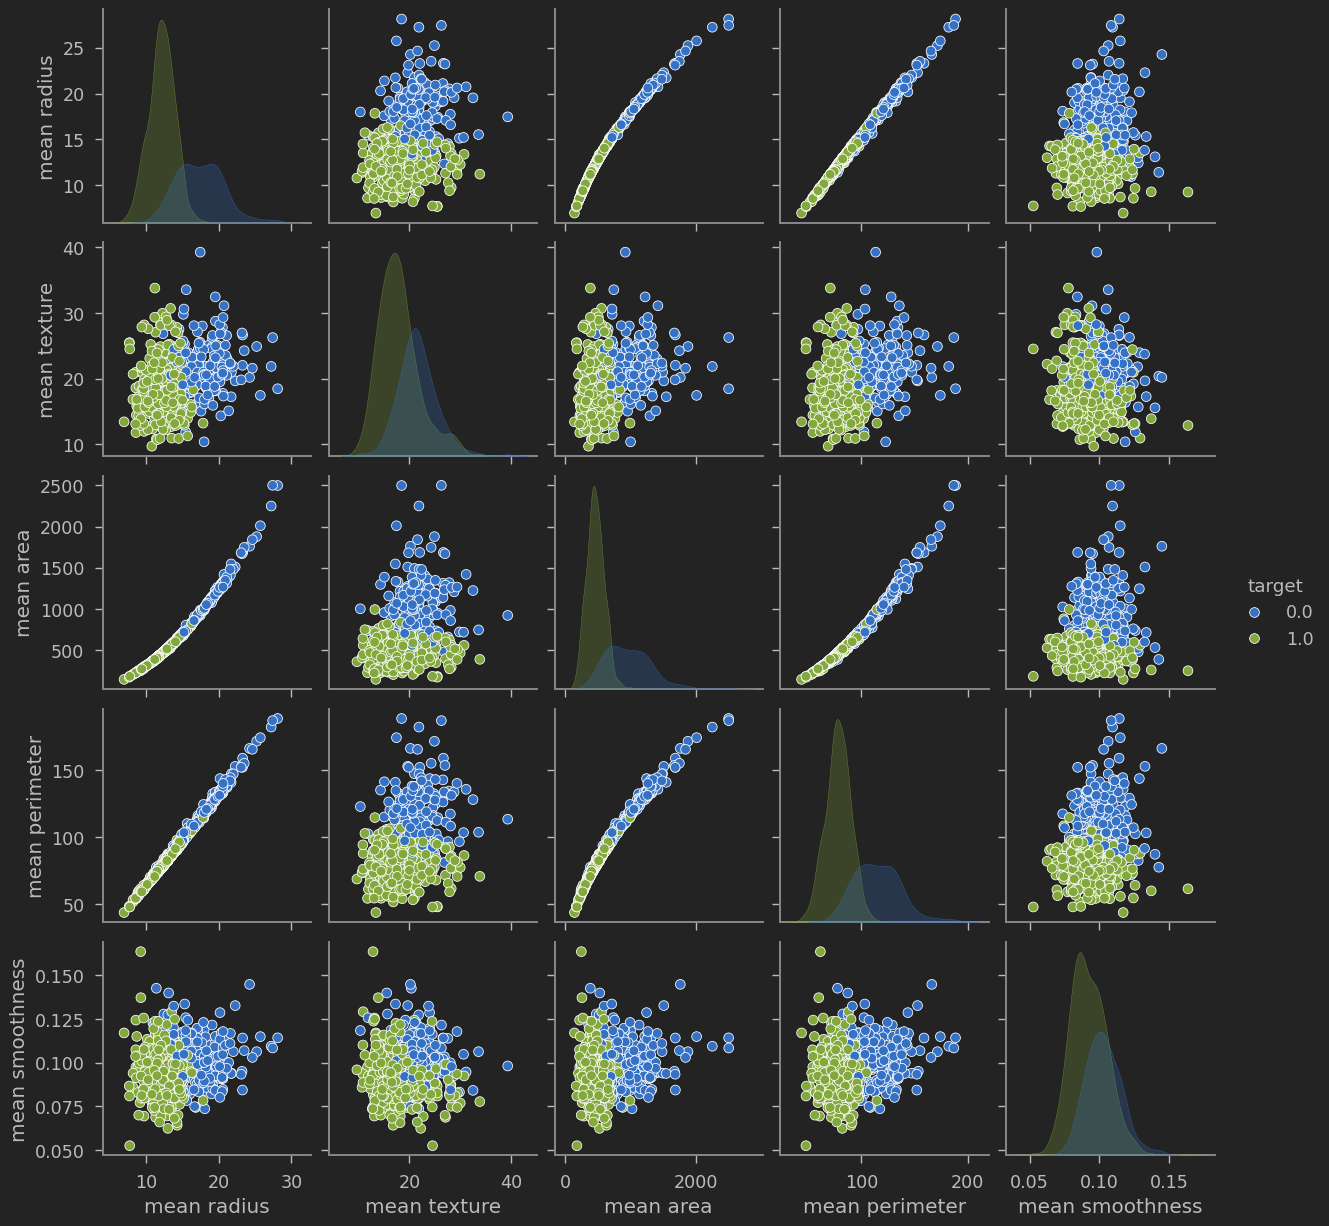 mean radius
25
20
15
10
mean texture
40
30
20
10
mean area
2500
2000
1500
1000
500
target
0.0
1.0
mean perimeter
150
100
50
mean smoothness
0.150
0.125
0.100
0.075
0.050
10 20 30 20 40 0 2000 100 200 0.05 0.10 0.15
mean radius mean texture mean area mean perimeter mean smoothness